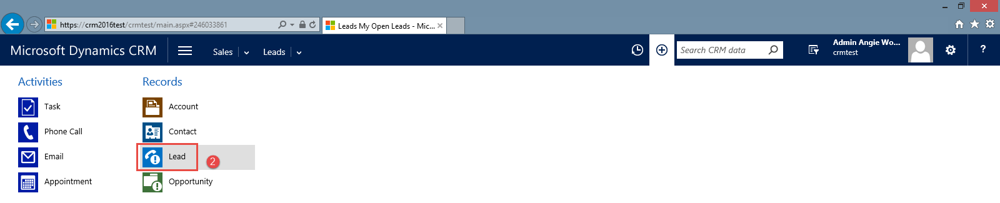 https://crm2016test/crmtest/main.aspx#246033861
Leads My Open Leads - Mic...
Microsoft Dynamics CRM
Sales
Leads
Search CRM data
Admin Angie Wo...
crmtest
?
Activities
Records
Task
Account
Phone Call
Contact
Email
Lead
2
Appointment
Opportunity